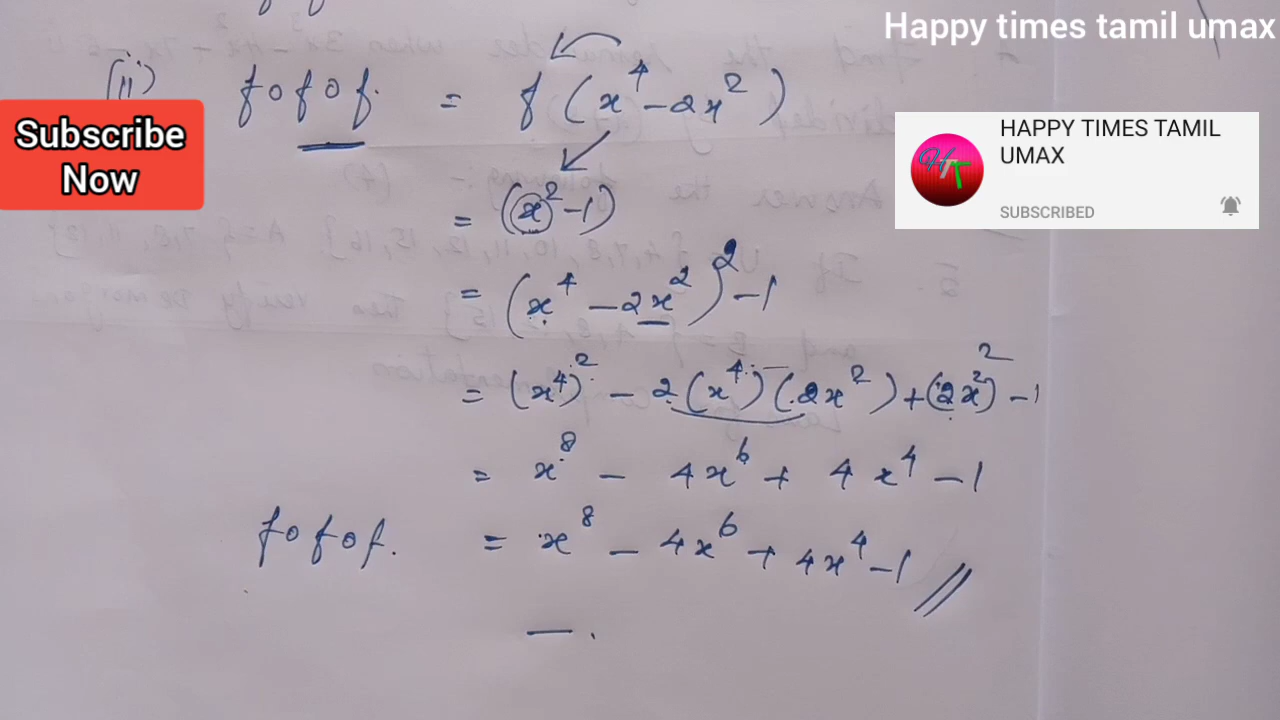 Happy times tamil umax
(ii) fofof. = f(x⁴-2x²)
Subscribe
Now
HAPPY TIMES TAMIL
UMAX
SUBSCRIBED
= (x²-1)
= (x⁴ - 2x²)² - 1
= (x⁴)² - 2(x⁴)(2x²) + (2x²)² - 1
= x⁸ - 4x⁶ + 4x⁴ - 1
fofof. = x⁸ - 4x⁶ + 4x⁴ - 1 //